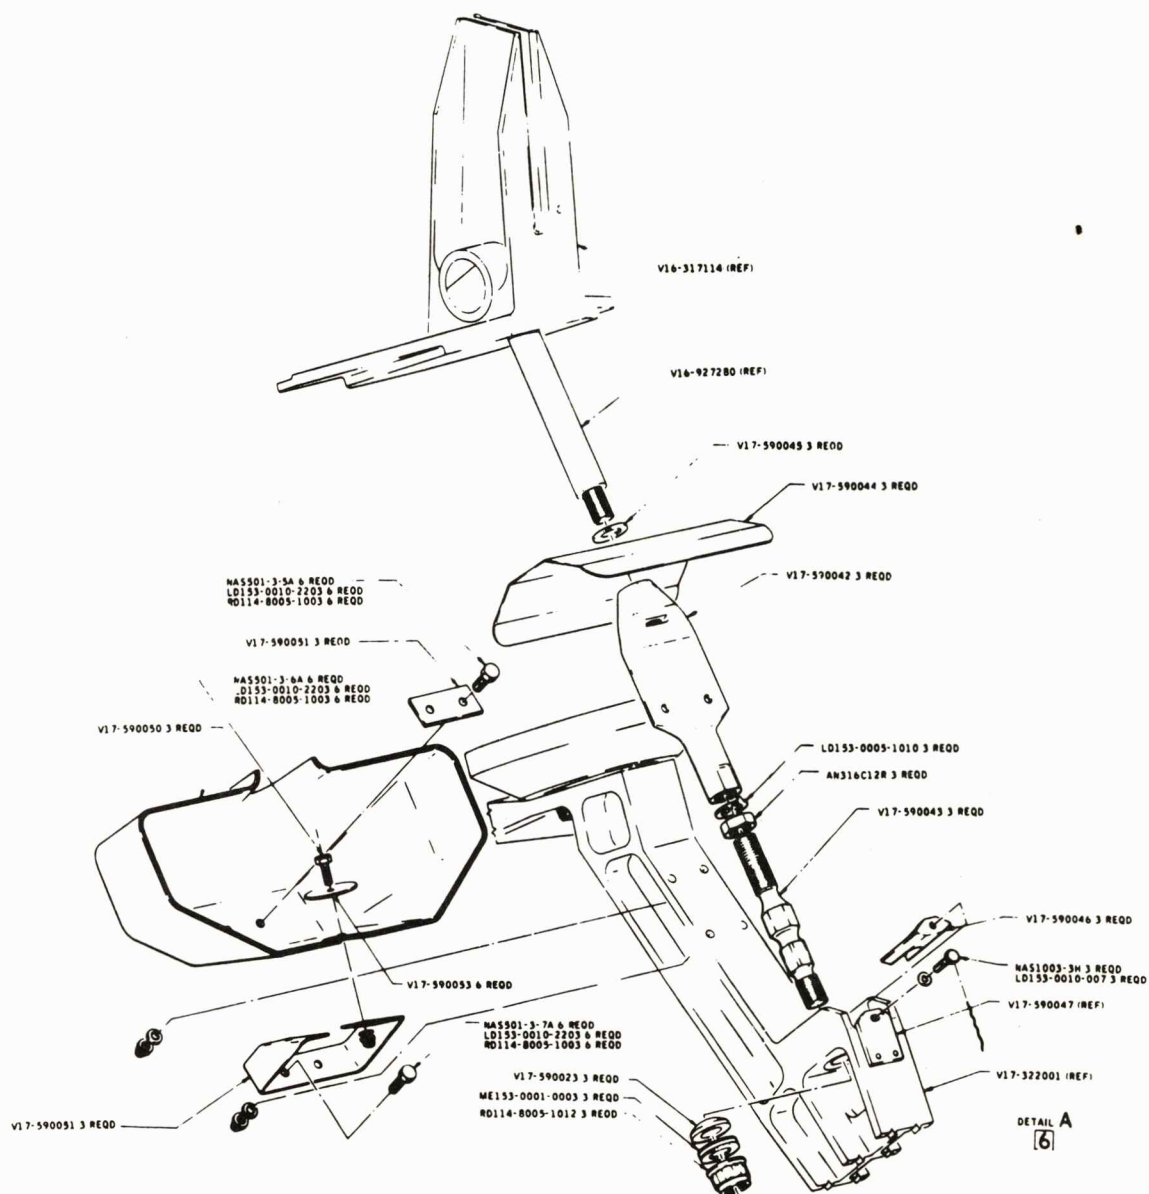 V16-317114 (REF)
V16-927280 (REF)
V17-590045 3 REQD
V17-590044 3 REQD
V17-590042 3 REQD
NAS501-3-5A 6 REQD
LD153-0010-2203 6 REQD
RD114-8005-1003 6 REQD
V17-590051 3 REQD
NAS501-3-6A 6 REQD
LD153-0010-2203 6 REQD
RD114-8005-1003 6 REQD
V17-590050 3 REQD
LD153-0005-1010 3 REQD
AN316C12R 3 REQD
V17-590043 3 REQD
V17-590046 3 REQD
NAS1003-3H 3 REQD
LD153-0010-007 3 REQD
V17-590053 6 REQD
V17-590047 (REF)
NAS501-3-7A 6 REQD
LD153-0010-2203 6 REQD
RD114-8005-1003 6 REQD
V17-590023 3 REQD
ME153-0001-0003 3 REQD
RD114-8005-1012 3 REQD
V17-322001 (REF)
V17-590051 3 REQD
DETAIL A
6